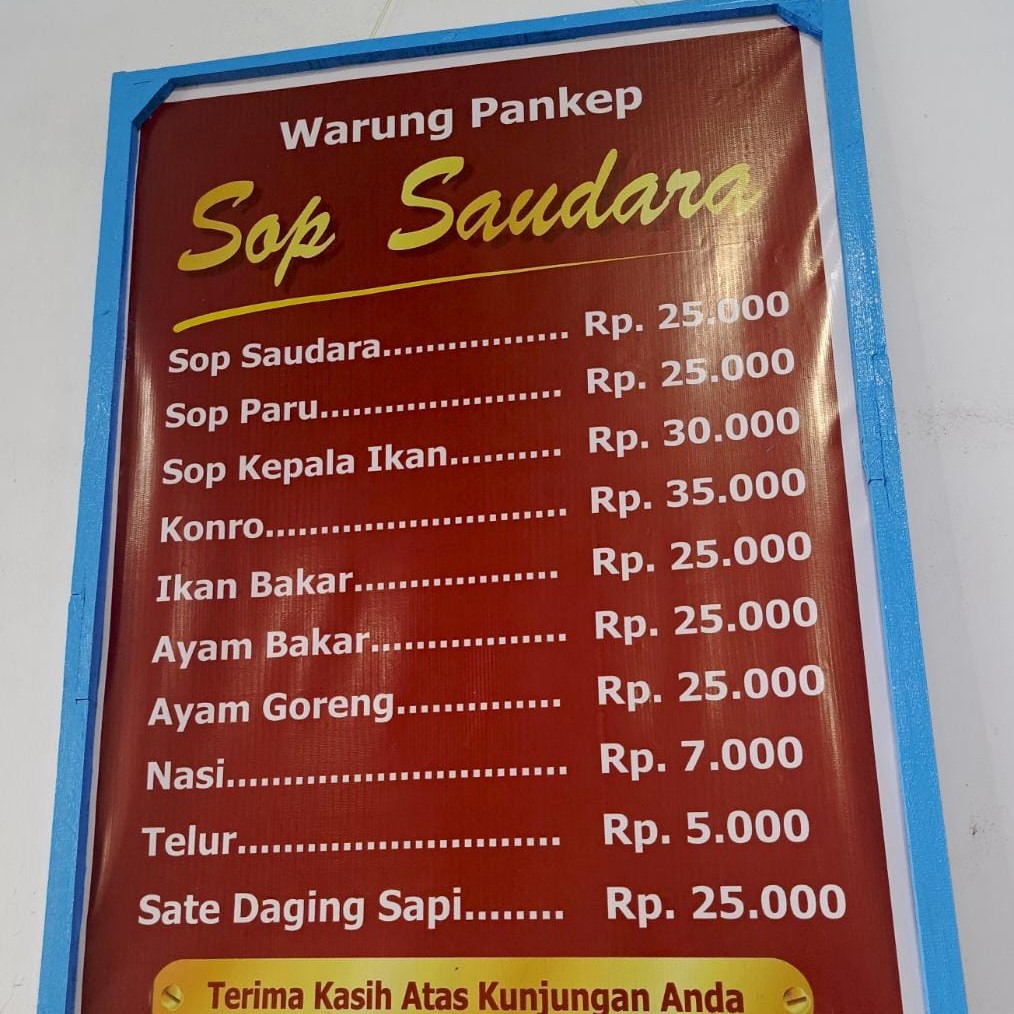 Warung Pankep
Sop Saudara
Sop Saudara................. Rp. 25.000
Sop Paru...................... Rp. 25.000
Sop Kepala Ikan.......... Rp. 30.000
Konro........................... Rp. 35.000
Ikan Bakar.................. Rp. 25.000
Ayam Bakar................. Rp. 25.000
Ayam Goreng.............. Rp. 25.000
Nasi.............................. Rp. 7.000
Telur............................ Rp. 5.000
Sate Daging Sapi........ Rp. 25.000
Terima Kasih Atas Kunjungan Anda